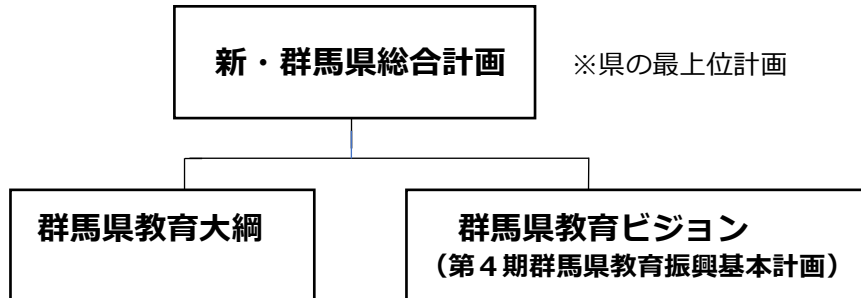 新・群馬県総合計画
※県の最上位計画
群馬県教育大綱
群馬県教育ビジョン
（第４期群馬県教育振興基本計画）